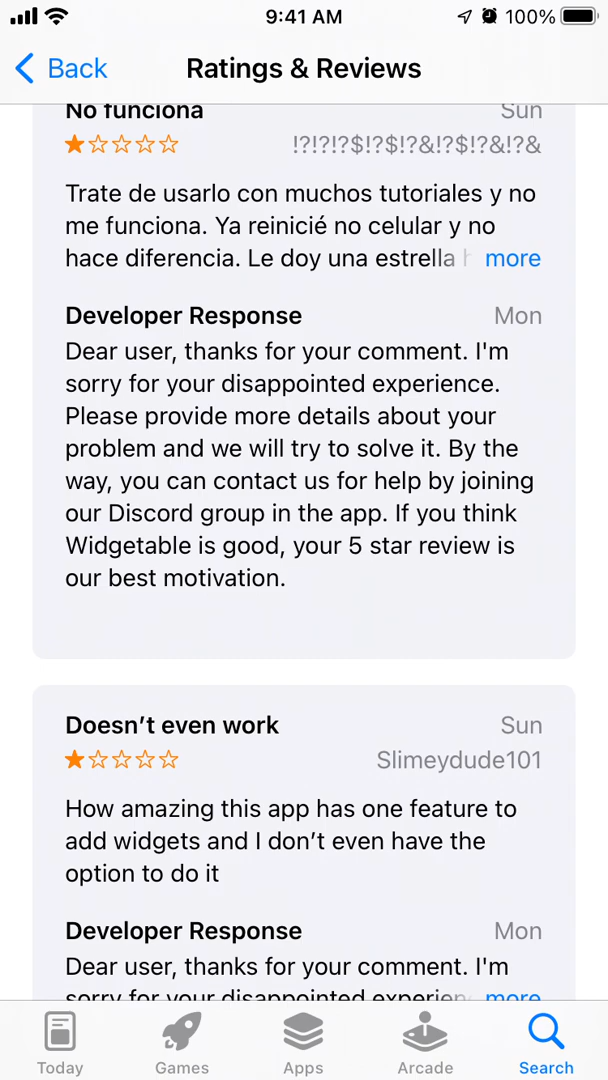 9:41 AM
100%
Back
Ratings & Reviews
No funciona
Sun
!?!?!?$!?$!?&!?$!?&!?&
Trate de usarlo con muchos tutoriales y no
me funciona. Ya reinicié no celular y no
hace diferencia. Le doy una estrella
more
Developer Response
Mon
Dear user, thanks for your comment. I'm
sorry for your disappointed experience.
Please provide more details about your
problem and we will try to solve it. By the
way, you can contact us for help by joining
our Discord group in the app. If you think
Widgetable is good, your 5 star review is
our best motivation.
Doesn’t even work
Sun
Slimeydude101
How amazing this app has one feature to
add widgets and I don’t even have the
option to do it
Developer Response
Mon
Dear user, thanks for your comment. I'm
sorry for your disappointed
more
Today
Games
Apps
Arcade
Search